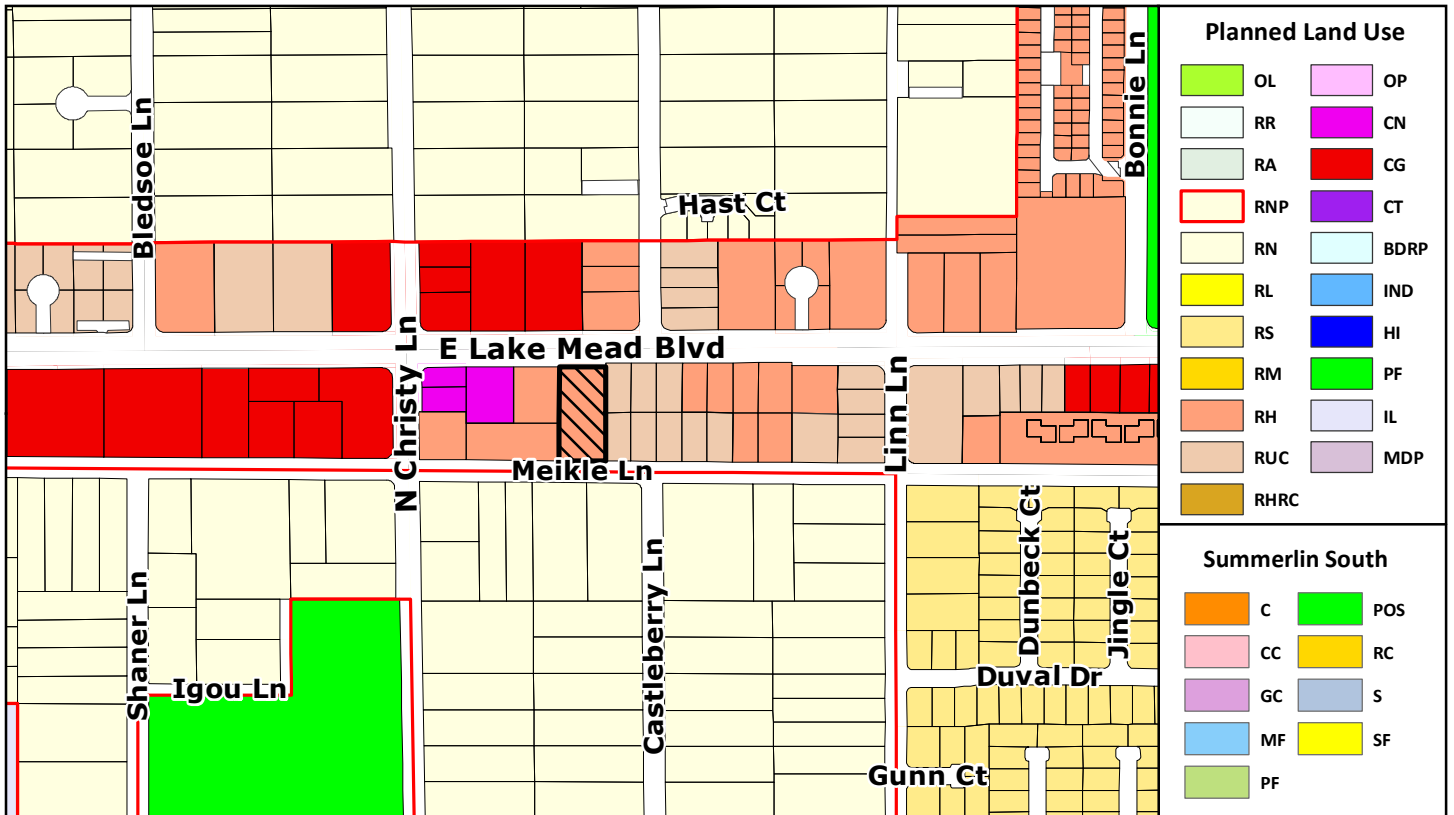 Bledsoe Ln
Bonnie Ln
Hast Ct
N Christy Ln
E Lake Mead Blvd
Linn Ln
Meikle Ln
Shaner Ln
Igou Ln
Castleberry Ln
Dunbeck Ct
Jingle Ct
Duval Dr
Gunn Ct
Planned Land Use
OL OP
RR CN
RA CG
RNP CT
RN BDRP
RL IND
RS HI
RM PF
RH IL
RUC MDP
RHRC
Summerlin South
C POS
CC RC
GC S
MF SF
PF